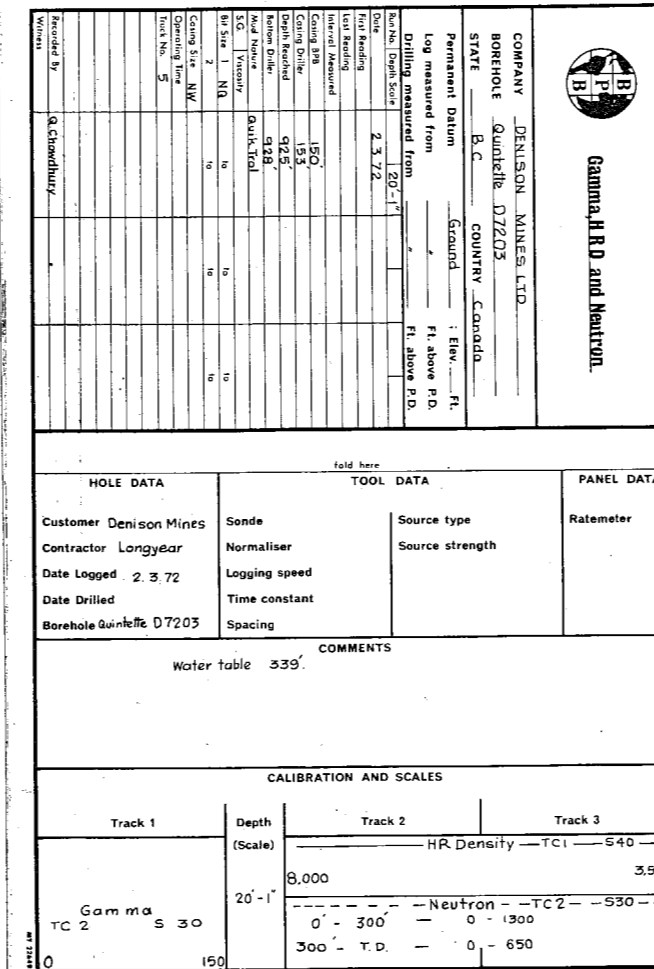 B P B
B
Gamma, H R D and Neutron.
COMPANY DENISON MINES LTD
BOREHOLE Quintette D7203
STATE B.C COUNTRY Canada
Permanent Datum Ground ; Elev. Ft.
Log measured from " Ft. above P.D.
Drilling measured from " Ft. above P.D.
Run No. Depth Scale 20'-1"
Date 2 3 72
First Reading
Last Reading
Interval Measured
Casing BPB 150'
Casing Driller 153'
Depth Reached 925'
Bottom Driller 928'
Mud Nature Quik Trol
S.G. Viscosity
Bit Size 1 NQ to to to
2 to to to
Casing Size NW
Operating Time
Truck No. 5
Recorded By Q. Chowdhury
Witness
fold here
HOLE DATA TOOL DATA PANEL DATA
Customer Denison Mines Sonde Source type Ratemeter
Contractor Longyear Normaliser Source strength
Date Logged 2. 3. 72 Logging speed
Date Drilled Time constant
Borehole Quintette D7203 Spacing
COMMENTS
Water table 339'.
CALIBRATION AND SCALES
Track 1 Depth Track 2 Track 3
(Scale) HR Density — TC1 — S40 —
8,000 3,5
20'-1" Neutron - - TC2 - - S30 -
Gamma 0' - 300' — 0 - 1300
TC 2 S 30 300' - T.D. — 0 - 650
0 150